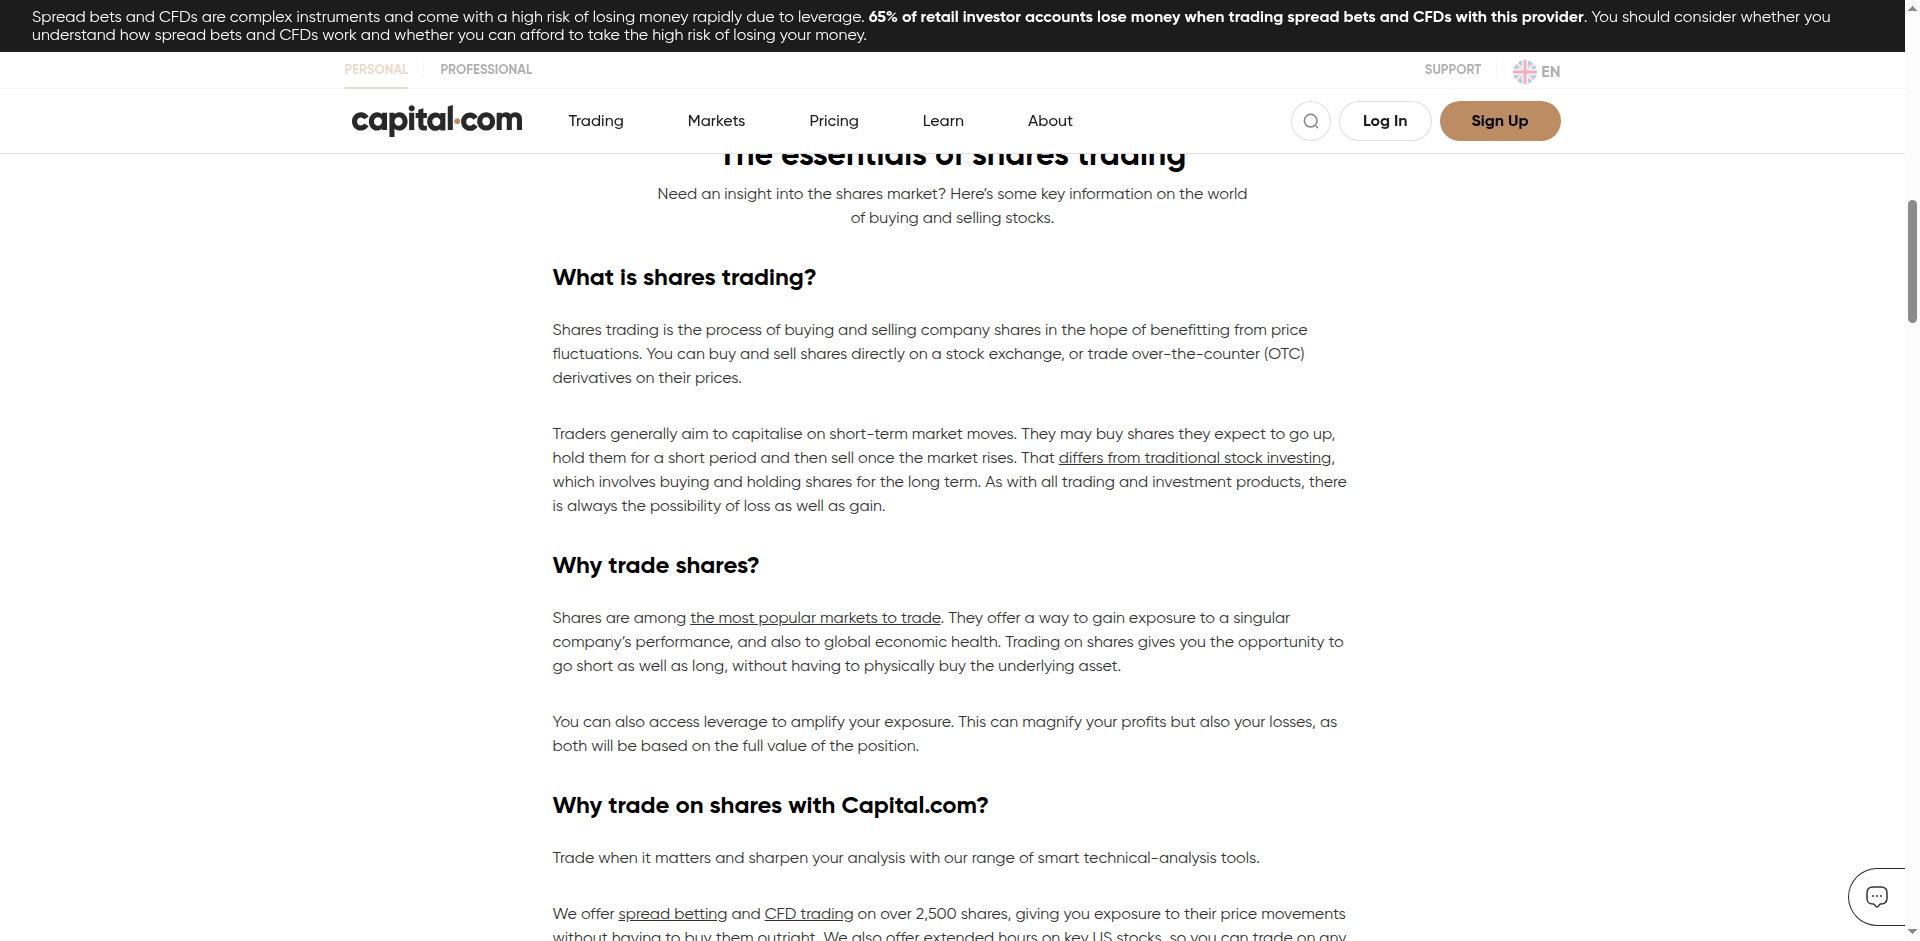 Spread bets and CFDs are complex instruments and come with a high risk of losing money rapidly due to leverage. 65% of retail investor accounts lose money when trading spread bets and CFDs with this provider. You should consider whether you
understand how spread bets and CFDs work and whether you can afford to take the high risk of losing your money.
PERSONAL PROFESSIONAL SUPPORT EN
capital.com Trading Markets Pricing Learn About Log In Sign Up
The essentials of shares trading
Need an insight into the shares market? Here’s some key information on the world
of buying and selling stocks.
What is shares trading?
Shares trading is the process of buying and selling company shares in the hope of benefitting from price
fluctuations. You can buy and sell shares directly on a stock exchange, or trade over-the-counter (OTC)
derivatives on their prices.
Traders generally aim to capitalise on short-term market moves. They may buy shares they expect to go up,
hold them for a short period and then sell once the market rises. That differs from traditional stock investing,
which involves buying and holding shares for the long term. As with all trading and investment products, there
is always the possibility of loss as well as gain.
Why trade shares?
Shares are among the most popular markets to trade. They offer a way to gain exposure to a singular
company’s performance, and also to global economic health. Trading on shares gives you the opportunity to
go short as well as long, without having to physically buy the underlying asset.
You can also access leverage to amplify your exposure. This can magnify your profits but also your losses, as
both will be based on the full value of the position.
Why trade on shares with Capital.com?
Trade when it matters and sharpen your analysis with our range of smart technical-analysis tools.
We offer spread betting and CFD trading on over 2,500 shares, giving you exposure to their price movements
without having to buy them outright. We also offer extended hours on key US stocks, so you can trade on any